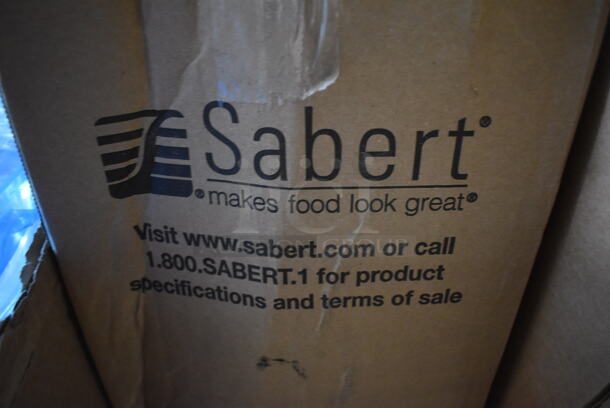 Sabert®
®makes food look great®
Visit www.sabert.com or call
1.800.SABERT.1 for product
specifications and terms of sale